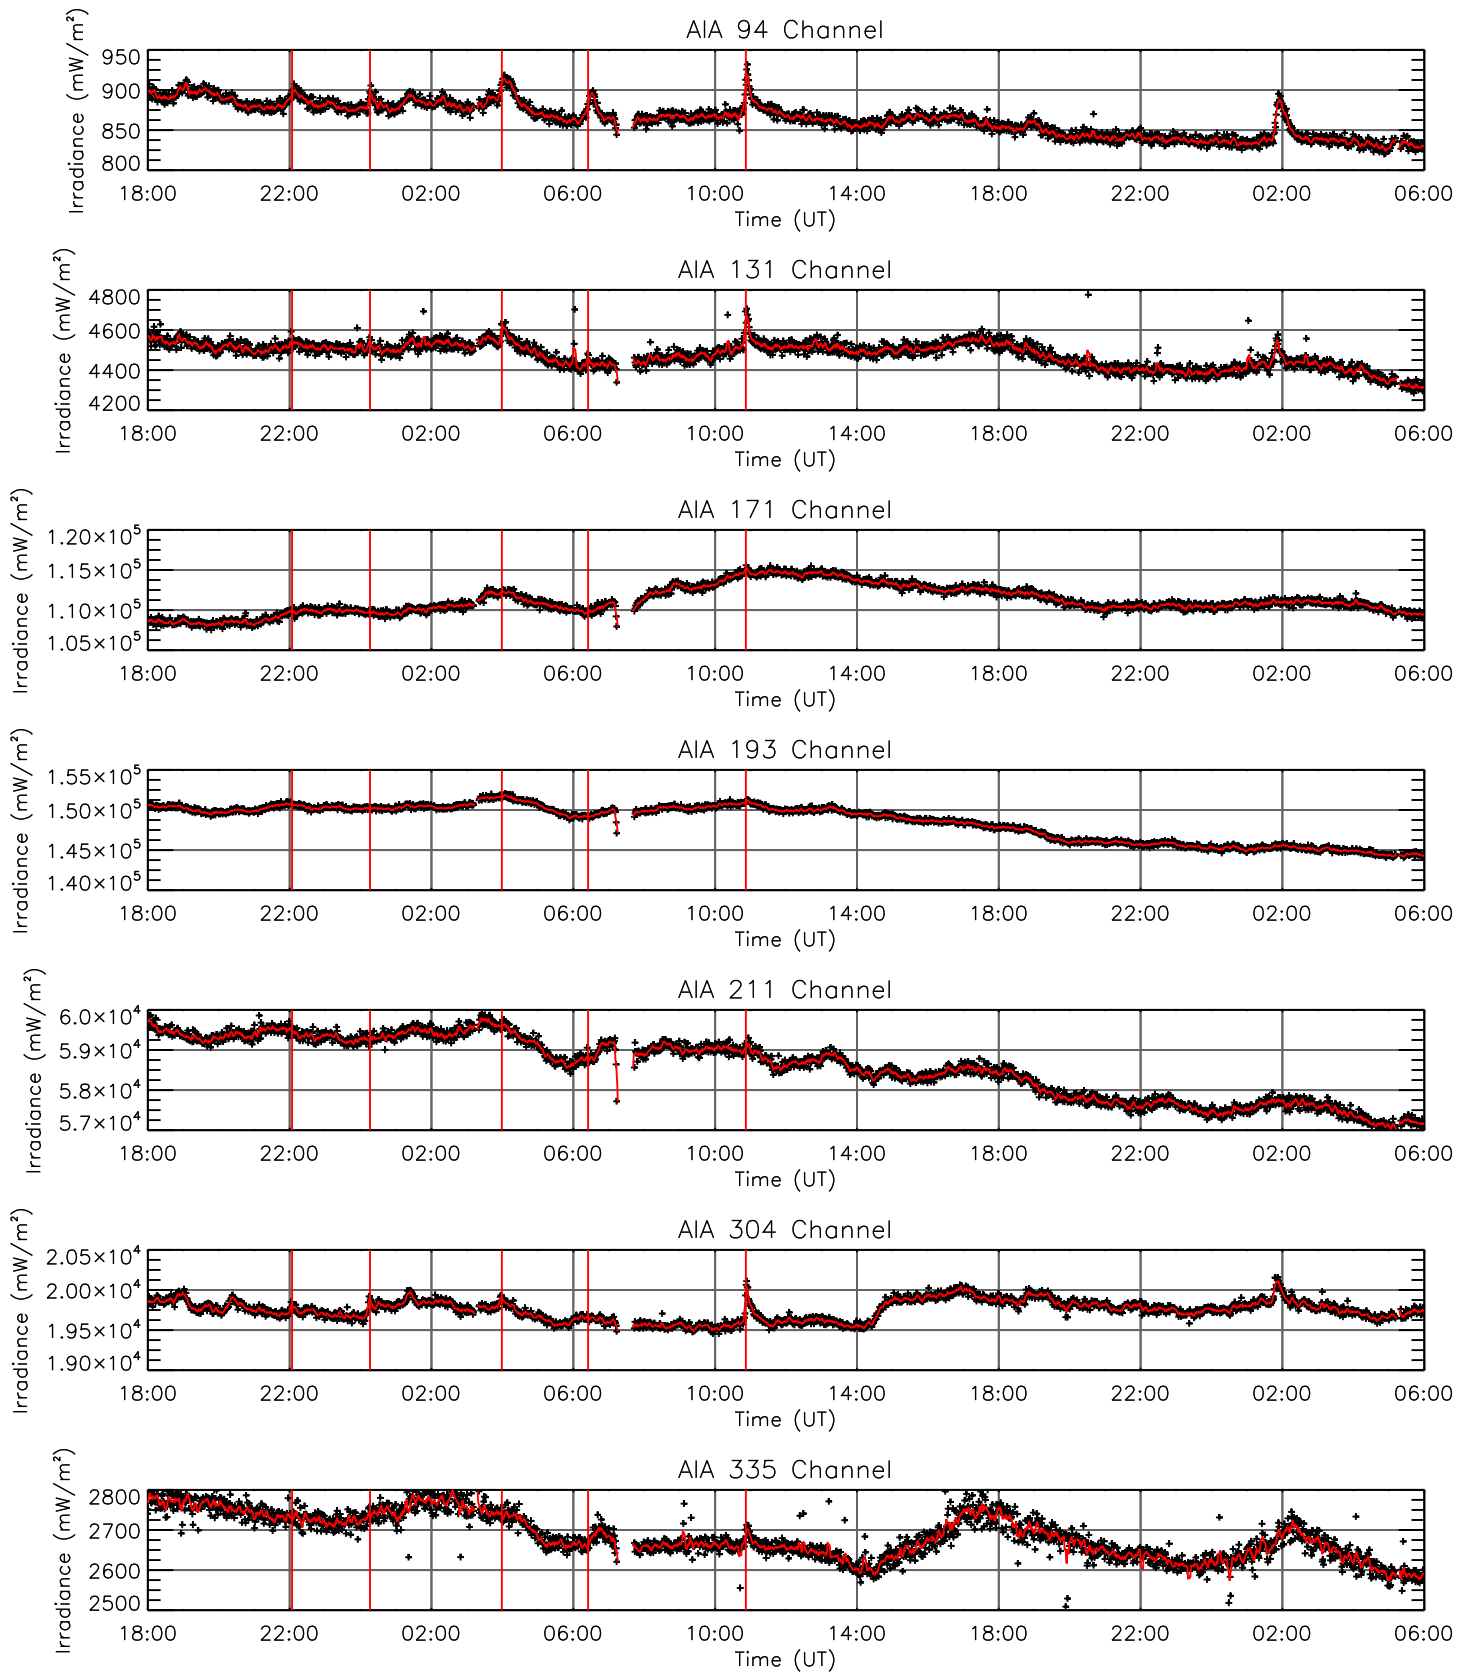 AIA 94 Channel
Irradiance (mW/m²)
950
900
850
800
18:00 22:00 02:00 06:00 10:00 14:00 18:00 22:00 02:00 06:00
Time (UT)
AIA 131 Channel
Irradiance (mW/m²)
4800
4600
4400
4200
18:00 22:00 02:00 06:00 10:00 14:00 18:00 22:00 02:00 06:00
Time (UT)
AIA 171 Channel
Irradiance (mW/m²)
1.20×10⁵
1.15×10⁵
1.10×10⁵
1.05×10⁵
18:00 22:00 02:00 06:00 10:00 14:00 18:00 22:00 02:00 06:00
Time (UT)
AIA 193 Channel
Irradiance (mW/m²)
1.55×10⁵
1.50×10⁵
1.45×10⁵
1.40×10⁵
18:00 22:00 02:00 06:00 10:00 14:00 18:00 22:00 02:00 06:00
Time (UT)
AIA 211 Channel
Irradiance (mW/m²)
6.0×10⁴
5.9×10⁴
5.8×10⁴
5.7×10⁴
18:00 22:00 02:00 06:00 10:00 14:00 18:00 22:00 02:00 06:00
Time (UT)
AIA 304 Channel
Irradiance (mW/m²)
2.05×10⁴
2.00×10⁴
1.95×10⁴
1.90×10⁴
18:00 22:00 02:00 06:00 10:00 14:00 18:00 22:00 02:00 06:00
Time (UT)
AIA 335 Channel
Irradiance (mW/m²)
2800
2700
2600
2500
18:00 22:00 02:00 06:00 10:00 14:00 18:00 22:00 02:00 06:00
Time (UT)